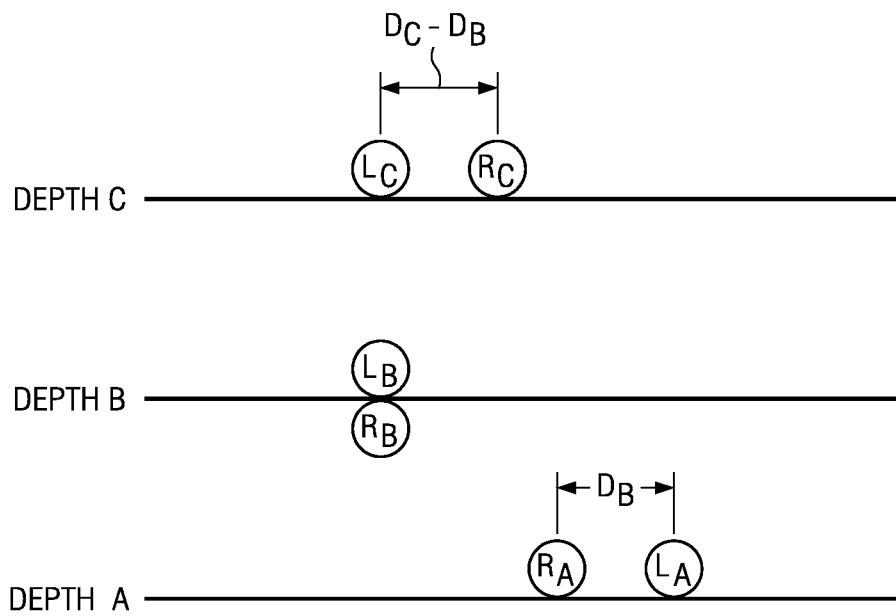 DC - DB
LC RC
DEPTH C
LB
DEPTH B
RB
DB
RA LA
DEPTH A